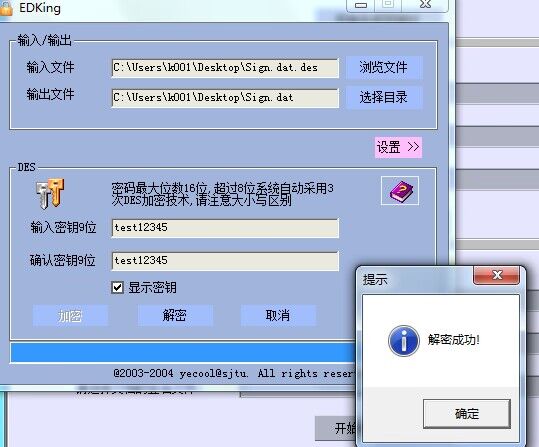 EDKing
输入/输出
输入文件
C:\Users\k001\Desktop\Sign.dat.des
浏览文件
输出文件
C:\Users\k001\Desktop\Sign.dat
选择目录
设置 >>
DES
密码最大位数16位,超过8位系统自动采用3
次DES加密技术,请注意大小写区别
输入密钥9位
test12345
确认密钥9位
test12345
显示密钥
加密
解密
取消
@2003-2004 yecool@sjtu. All rights reser
提示
解密成功!
确定
开始